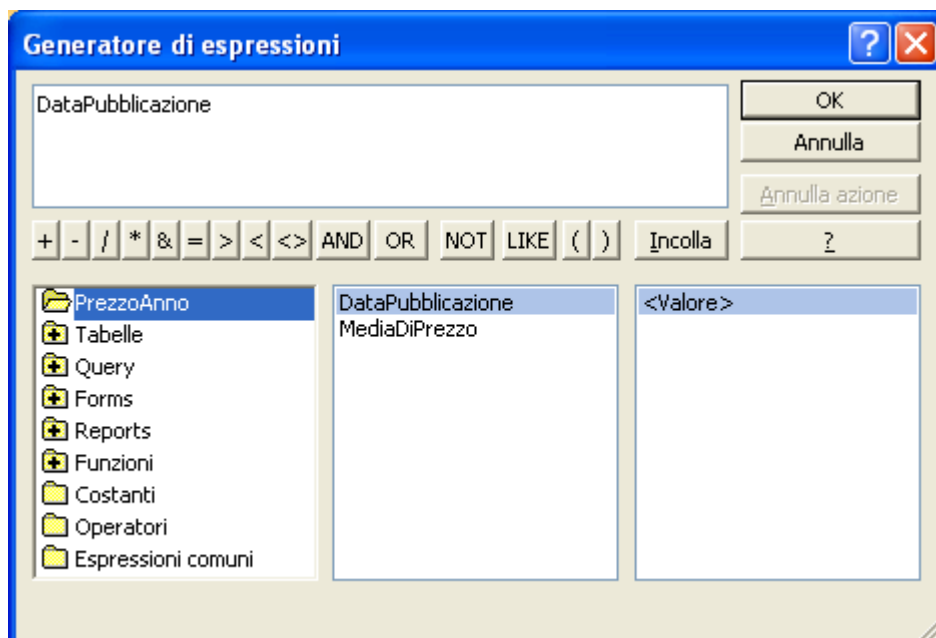 Generatore di espressioni
?
DataPubblicazione
OK
Annulla
Annulla azione
+ - / * & = > < <> AND OR NOT LIKE ( ) Incolla ?
PrezzoAnno
Tabelle
Query
Forms
Reports
Funzioni
Costanti
Operatori
Espressioni comuni
DataPubblicazione
MediaDiPrezzo
<Valore>